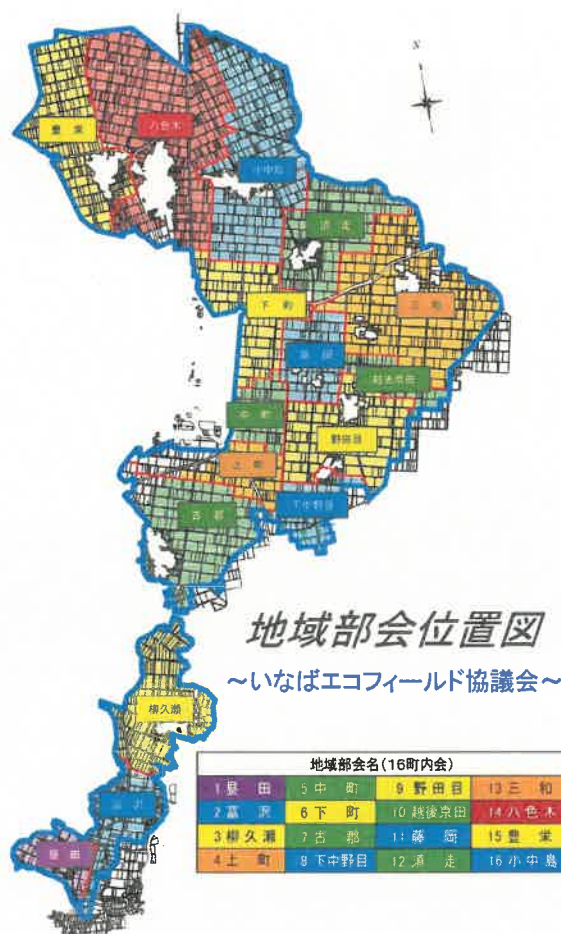 N
豊栄
八色木
小中島
須走
下町
三和
藤岡
越後京田
中町
野田目
上町
下中野目
古郡
地域部会位置図
～いなばエコフィールド協議会～
柳久瀬
富沢
昼田
地域部会名(16町内会)
1 昼田 5 中町 9 野田目 13 三和
2 富沢 6 下町 10 越後京田 14 八色木
3 柳久瀬 7 古郡 11 藤岡 15 豊栄
4 上町 8 下中野目 12 須走 16 小中島